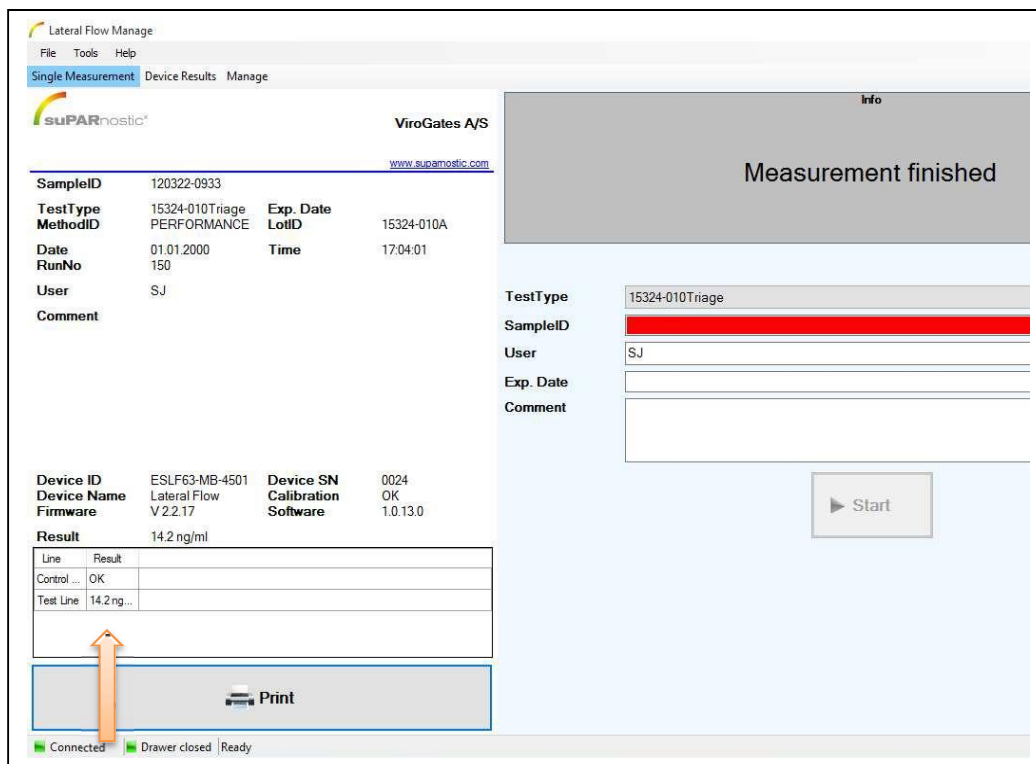 Lateral Flow Manage
File Tools Help
Single Measurement Device Results Manage
suPARnostic®
ViroGates A/S
www.suparnostic.com
SampleID 120322-0933
TestType 15324-010Triage Exp. Date
MethodID PERFORMANCE LotID 15324-010A
Date 01.01.2000 Time 17:04:01
RunNo 150
User SJ
Comment
Device ID ESLF63-MB-4501 Device SN 0024
Device Name Lateral Flow Calibration OK
Firmware V 2.2.17 Software 1.0.13.0
Result 14.2 ng/ml
Line Result
Control ... OK
Test Line 14.2 ng...
Print
Connected Drawer closed Ready
Info
Measurement finished
TestType 15324-010Triage
SampleID
User SJ
Exp. Date
Comment
Start